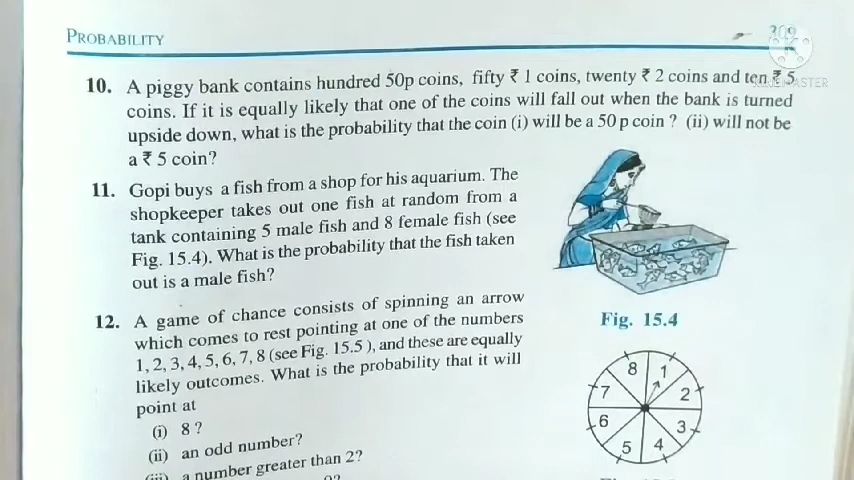 PROBABILITY
309
10. A piggy bank contains hundred 50p coins, fifty ₹ 1 coins, twenty ₹ 2 coins and ten ₹ 5
coins. If it is equally likely that one of the coins will fall out when the bank is turned
upside down, what is the probability that the coin (i) will be a 50 p coin ? (ii) will not be
a ₹ 5 coin?
11. Gopi buys a fish from a shop for his aquarium. The
shopkeeper takes out one fish at random from a
tank containing 5 male fish and 8 female fish (see
Fig. 15.4). What is the probability that the fish taken
out is a male fish?
Fig. 15.4
12. A game of chance consists of spinning an arrow
which comes to rest pointing at one of the numbers
1, 2, 3, 4, 5, 6, 7, 8 (see Fig. 15.5 ), and these are equally
likely outcomes. What is the probability that it will
point at
(i) 8 ?
(ii) an odd number?
(iii) a number greater than 2?
8 1
7 2
6 3
5 4